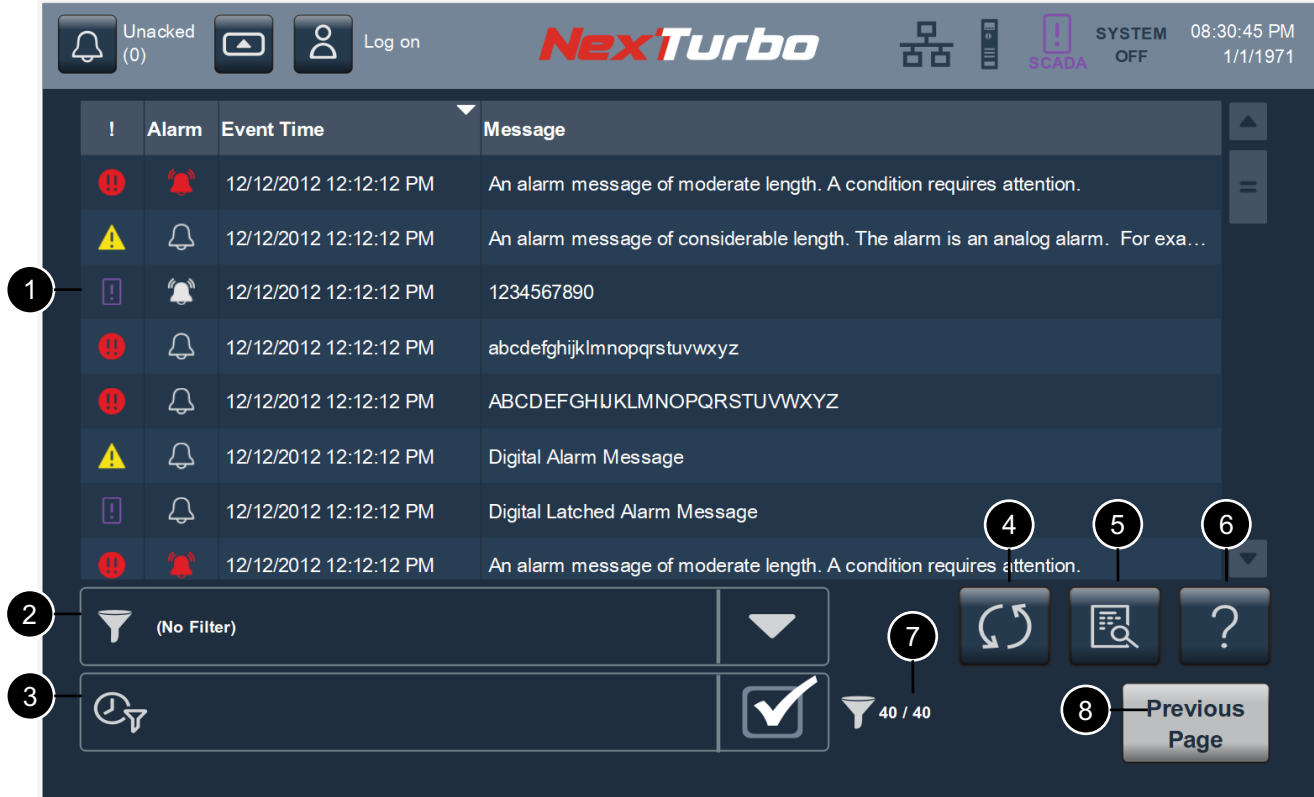 Unacked
(0)
Log on
NexTurbo
SCADA
SYSTEM
OFF
08:30:45 PM
1/1/1971
! Alarm Event Time Message
12/12/2012 12:12:12 PM An alarm message of moderate length. A condition requires attention.
12/12/2012 12:12:12 PM An alarm message of considerable length. The alarm is an analog alarm. For exa...
1 12/12/2012 12:12:12 PM 1234567890
12/12/2012 12:12:12 PM abcdefghijklmnopqrstuvwxyz
12/12/2012 12:12:12 PM ABCDEFGHIJKLMNOPQRSTUVWXYZ
12/12/2012 12:12:12 PM Digital Alarm Message
12/12/2012 12:12:12 PM Digital Latched Alarm Message
4 5 6
12/12/2012 12:12:12 PM An alarm message of moderate length. A condition requires attention.
2 (No Filter)
?
7
3
40 / 40
8
Previous
Page